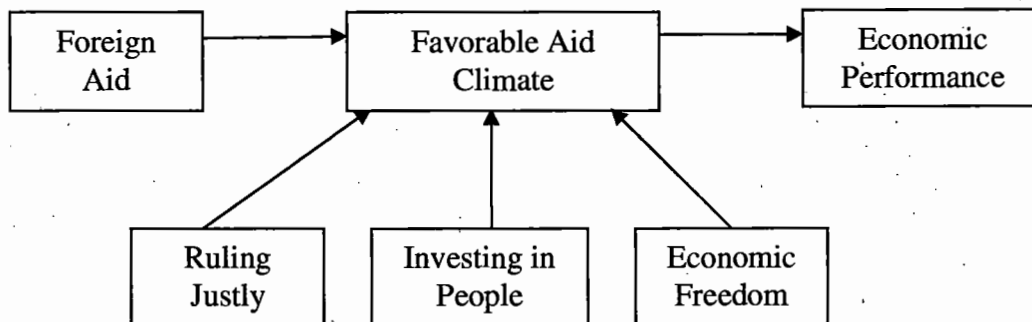 Foreign
Aid
Favorable Aid
Climate
Economic
Performance
Ruling
Justly
Investing in
People
Economic
Freedom